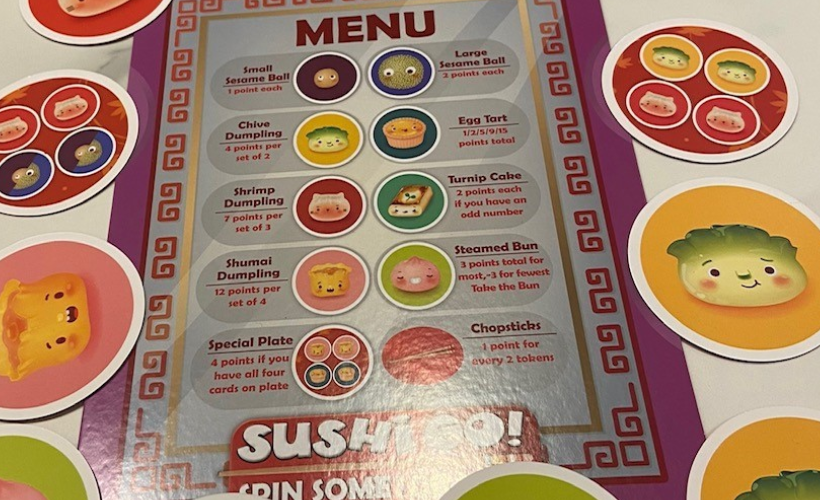 MENU
Small
Sesame Ball
1 point each
Large
Sesame Ball
2 points each
Chive
Dumpling
4 points per
set of 2
Egg Tart
1/2/5/9/15
points total
Shrimp
Dumpling
7 points per
set of 3
Turnip Cake
2 points each
if you have an
odd number
Shumai
Dumpling
12 points per
set of 4
Steamed Bun
3 points total for
most,-3 for fewest
Take the Bun
Special Plate
4 points if you
have all four
cards on plate
Chopsticks
1 point for
every 2 tokens
SUSHI GO!
SPIN SOME